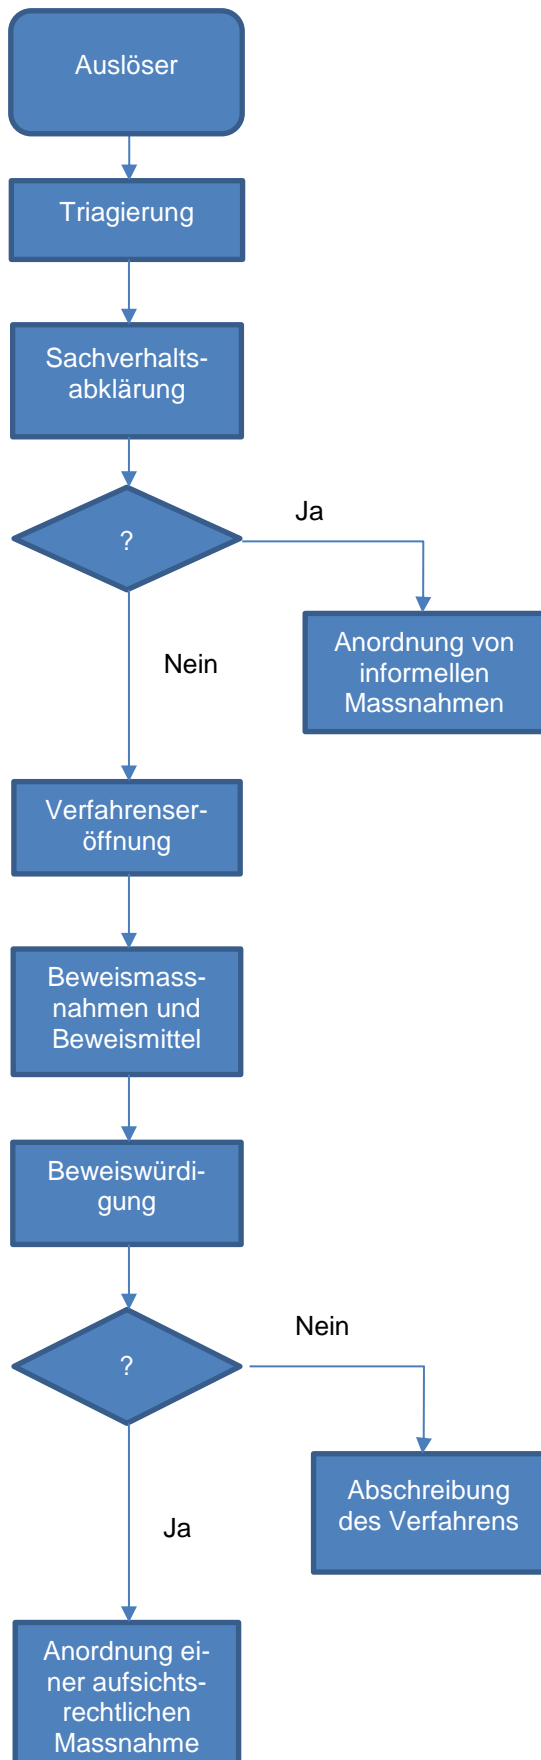 Auslöser
Triagierung
Sachverhalts-
abklärung
?
Ja
Nein
Anordnung von
informellen
Massnahmen
Verfahrenser-
öffnung
Beweismass-
nahmen und
Beweismittel
Beweiswürdi-
gung
?
Nein
Ja
Abschreibung
des Verfahrens
Anordnung ei-
ner aufsichts-
rechtlichen
Massnahme